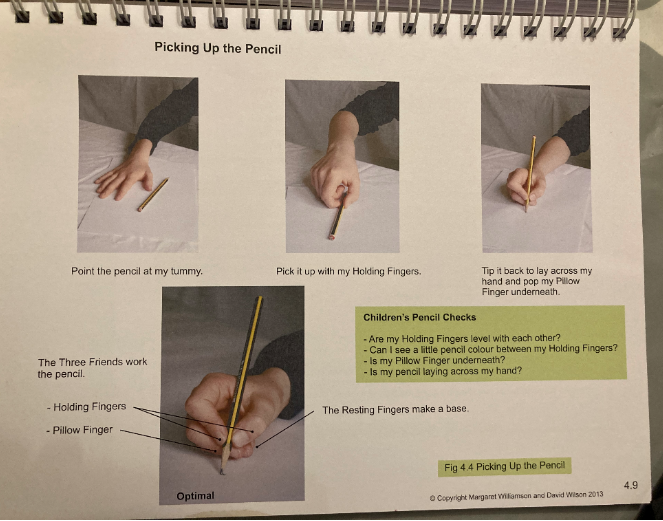 Picking Up the Pencil
Point the pencil at my tummy.
Pick it up with my Holding Fingers.
Tip it back to lay across my
hand and pop my Pillow
Finger underneath.
Children's Pencil Checks
- Are my Holding Fingers level with each other?
- Can I see a little pencil colour between my Holding Fingers?
- Is my Pillow Finger underneath?
- Is my pencil laying across my hand?
The Three Friends work
the pencil.
- Holding Fingers
- Pillow Finger
The Resting Fingers make a base.
Optimal
Fig 4.4 Picking Up the Pencil
4.9
© Copyright Margaret Williamson and David Wilson 2013